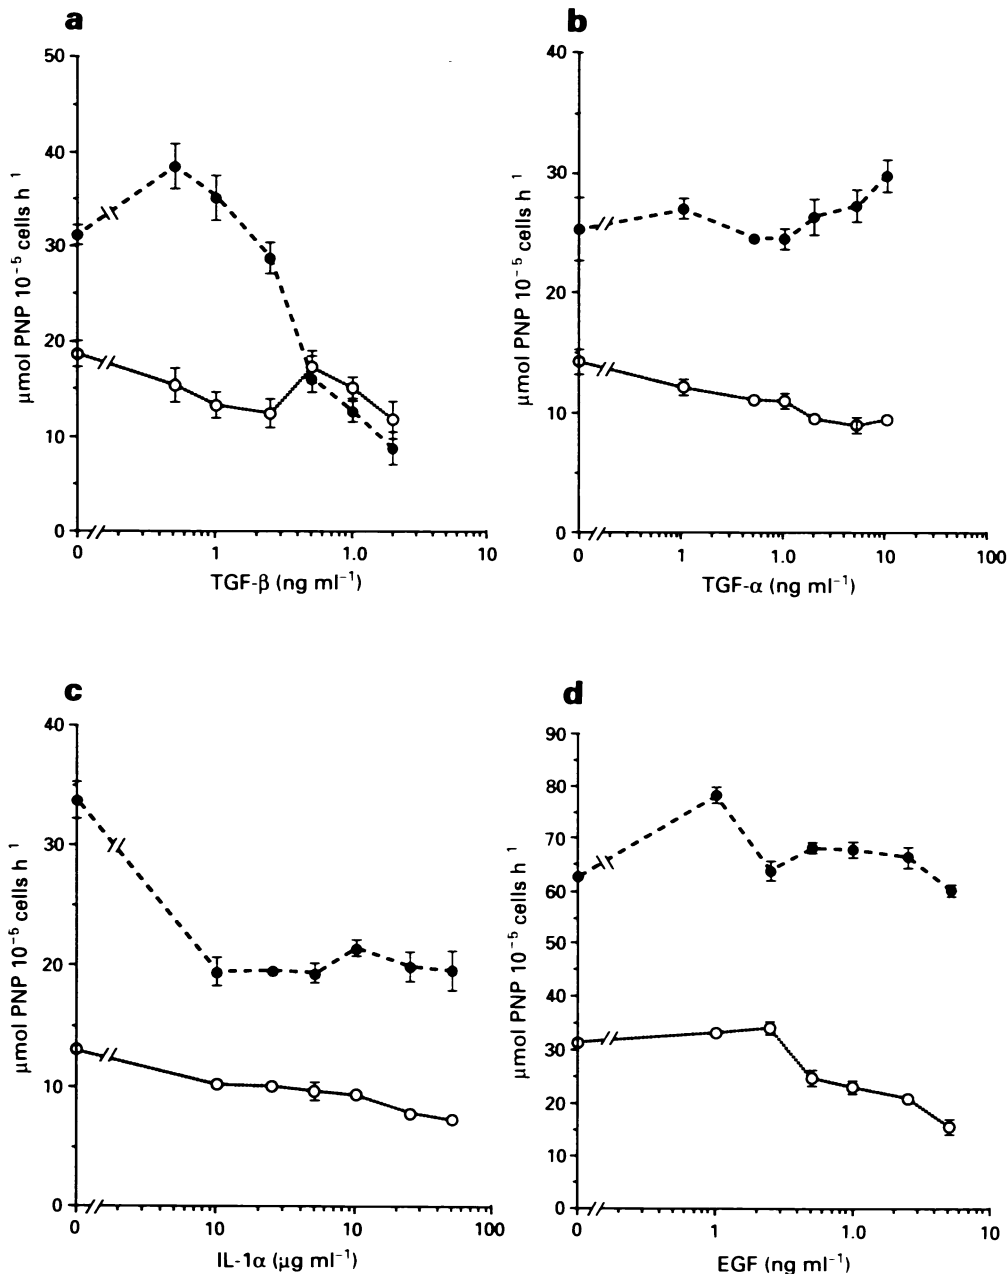 a
50
40
30
20
10
0
µmol PNP 10⁻⁵ cells h¹
0 1 1.0 10
TGF-β (ng ml⁻¹)
b
40
30
20
10
0
µmol PNP 10⁻⁵ cells h¹
0 1 1.0 10 100
TGF-α (ng ml⁻¹)
c
40
30
20
10
0
µmol PNP 10⁻⁵ cells h¹
0 10 10 100
IL-1α (µg ml⁻¹)
d
90
80
70
60
50
40
30
20
10
0
µmol PNP 10⁻⁵ cells h¹
0 1 1.0 10
EGF (ng ml⁻¹)